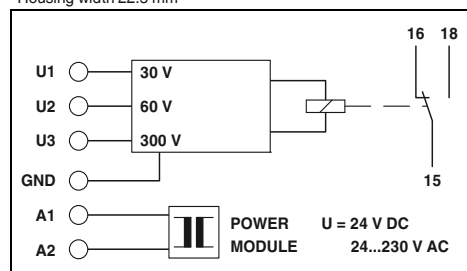 Housing width 22.5 mm
16 18
U1 30 V
U2 60 V
U3 300 V
GND
15
A1
POWER U = 24 V DC
A2 MODULE 24...230 V AC